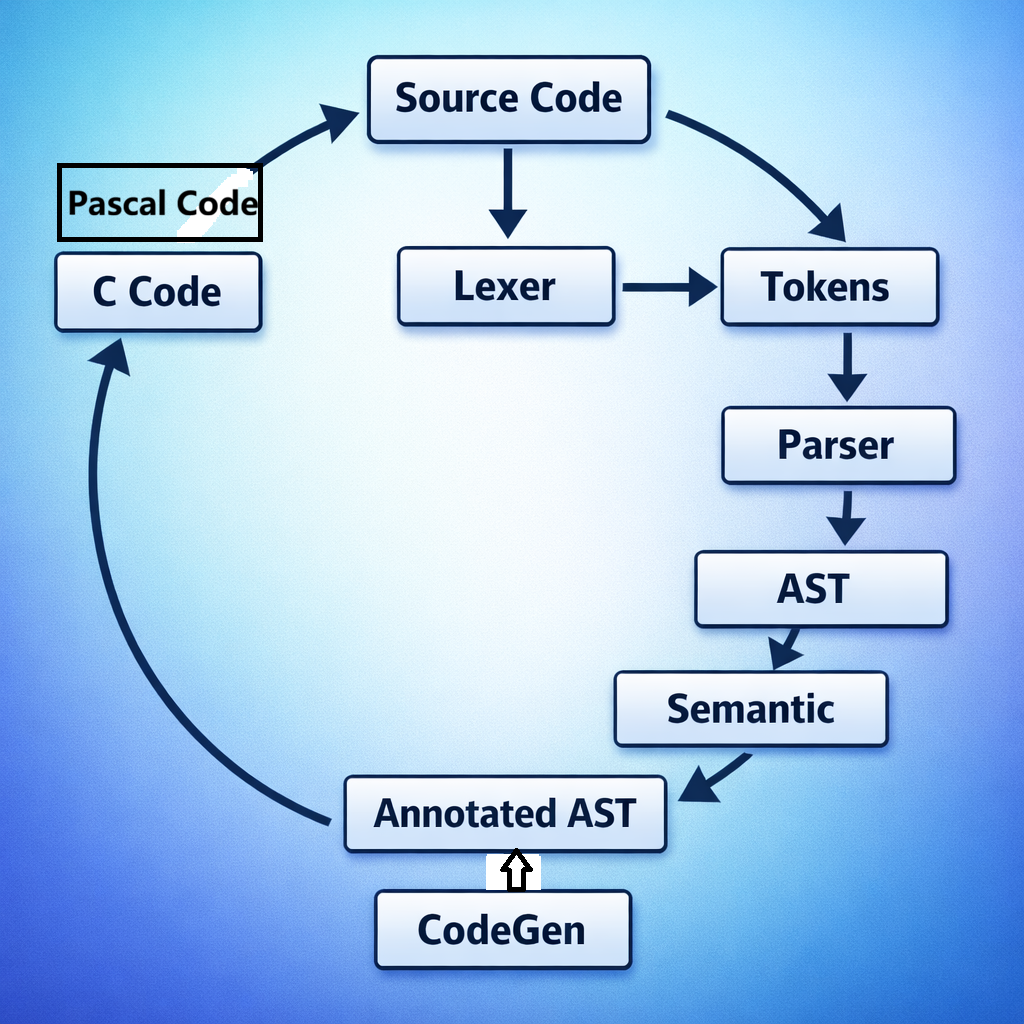 Source Code
Pascal Code
C Code
Lexer
Tokens
Parser
AST
Semantic
Annotated AST
CodeGen